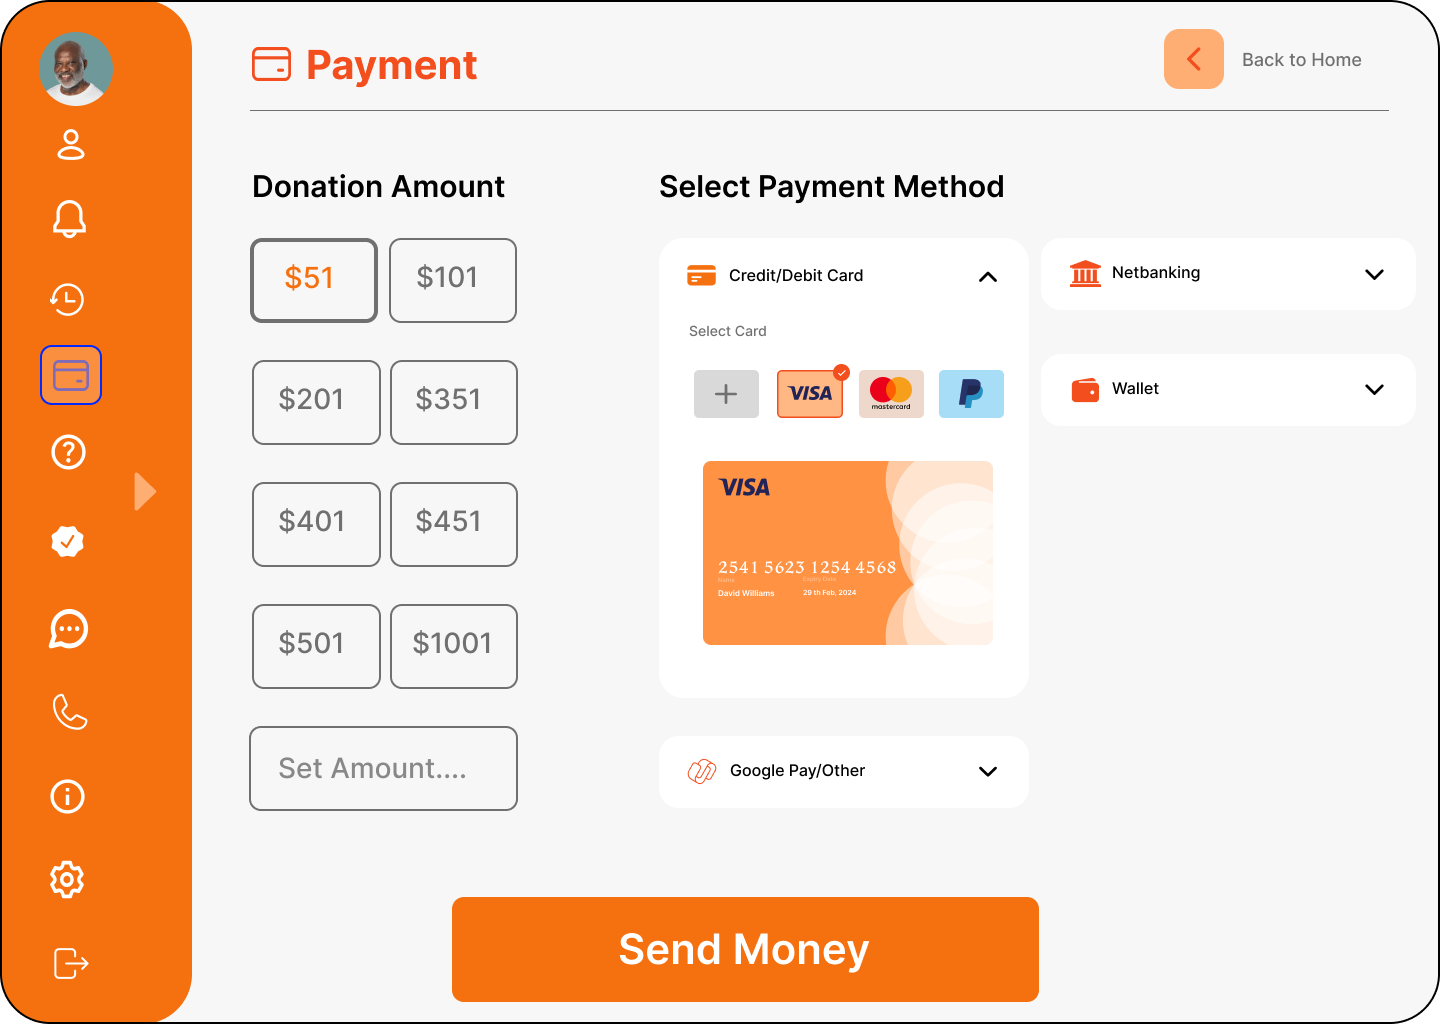 Payment
Back to Home
Donation Amount
$51
$101
$201
$351
$401
$451
$501
$1001
Set Amount....
Select Payment Method
Credit/Debit Card
Select Card
VISA
mastercard
VISA
2541 5623 1254 4568
Name
Expiry Date
David Williams
29 th Feb, 2024
Google Pay/Other
Netbanking
Wallet
Send Money